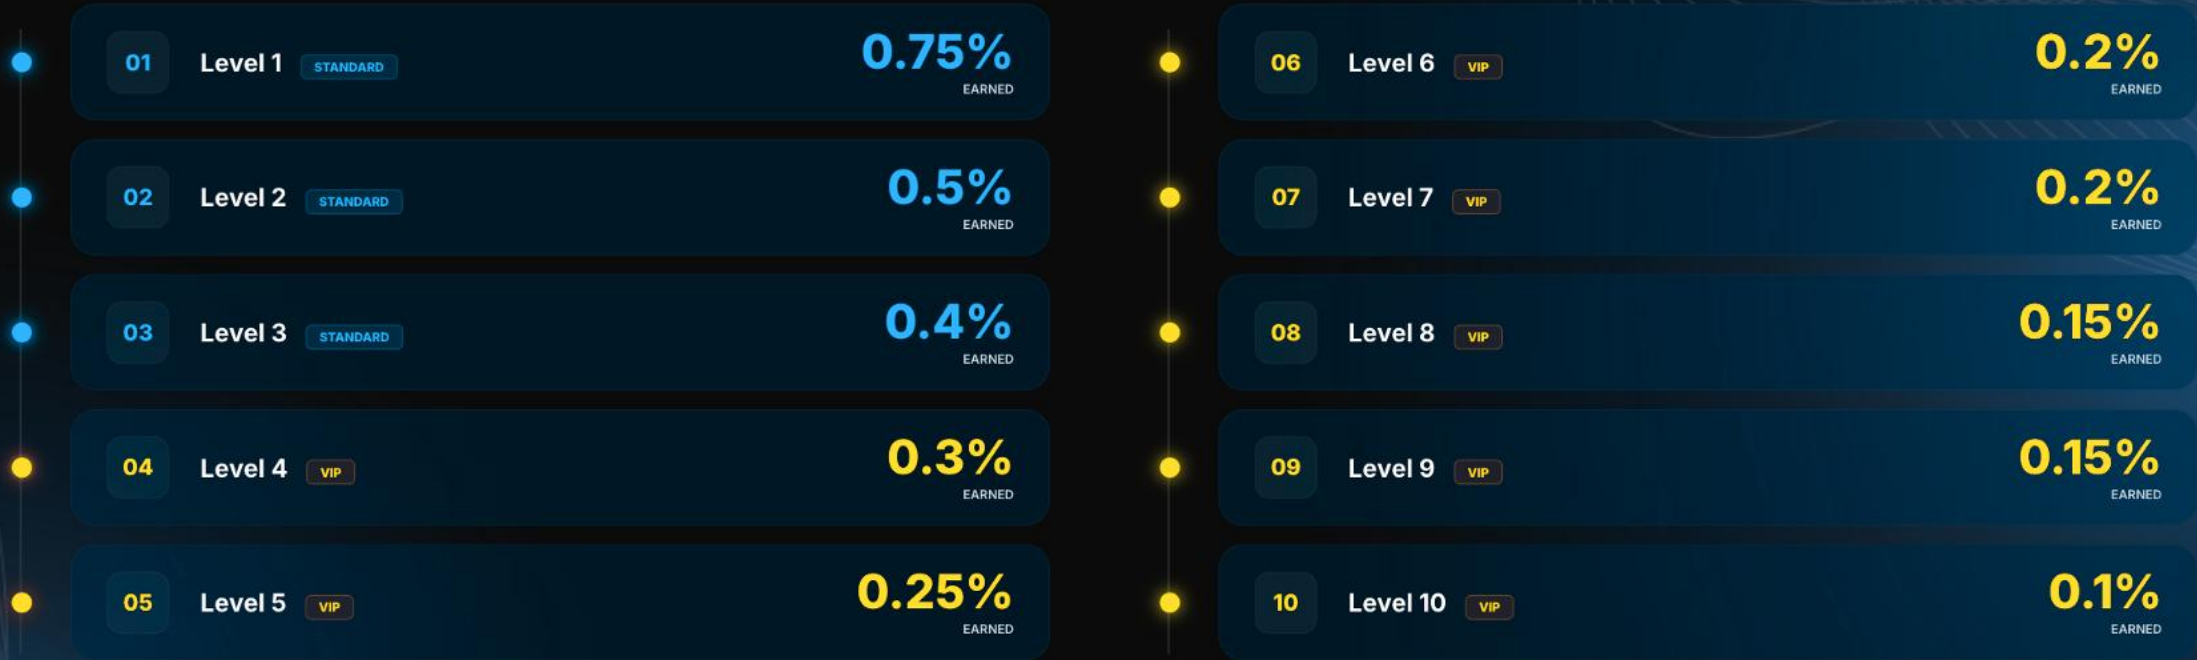 01 Level 1 STANDARD 0.75%
EARNED
02 Level 2 STANDARD 0.5%
EARNED
03 Level 3 STANDARD 0.4%
EARNED
04 Level 4 VIP 0.3%
EARNED
05 Level 5 VIP 0.25%
EARNED
06 Level 6 VIP 0.2%
EARNED
07 Level 7 VIP 0.2%
EARNED
08 Level 8 VIP 0.15%
EARNED
09 Level 9 VIP 0.15%
EARNED
10 Level 10 VIP 0.1%
EARNED